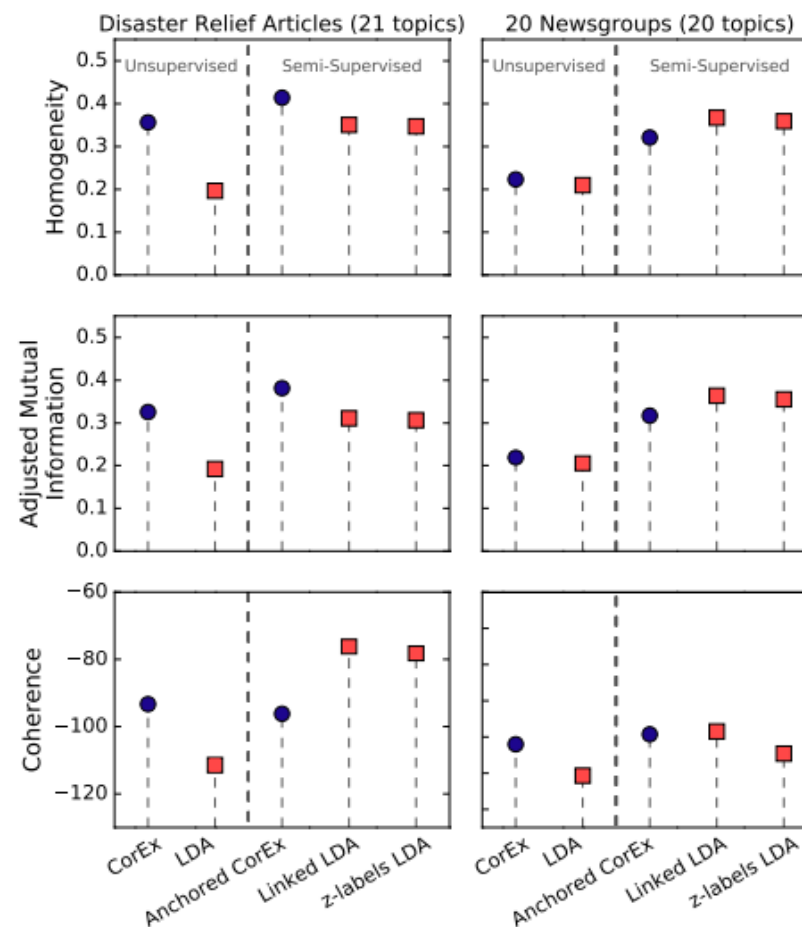 Disaster Relief Articles (21 topics)
20 Newsgroups (20 topics)
Unsupervised
Semi-Supervised
Unsupervised
Semi-Supervised
Homogeneity
0.5
0.4
0.3
0.2
0.1
0.0
Adjusted Mutual
Information
0.5
0.4
0.3
0.2
0.1
0.0
Coherence
−60
−80
−100
−120
CorEx
LDA
Anchored CorEx
Linked LDA
z-labels LDA
CorEx
LDA
Anchored CorEx
Linked LDA
z-labels LDA